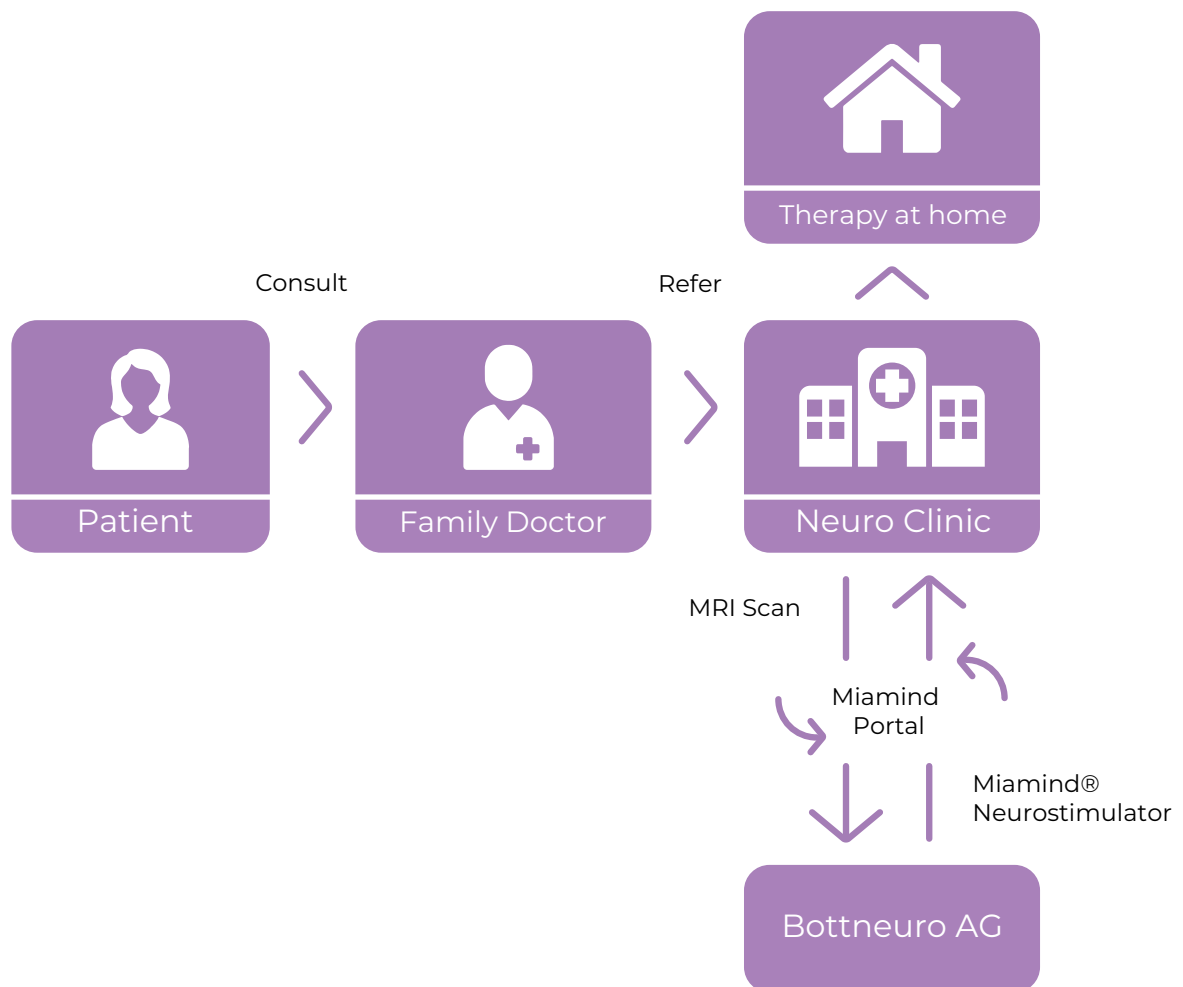 Therapy at home
Consult
Refer
Patient
Family Doctor
Neuro Clinic
MRI Scan
Miamind
Portal
Miamind®
Neurostimulator
Bottneuro AG